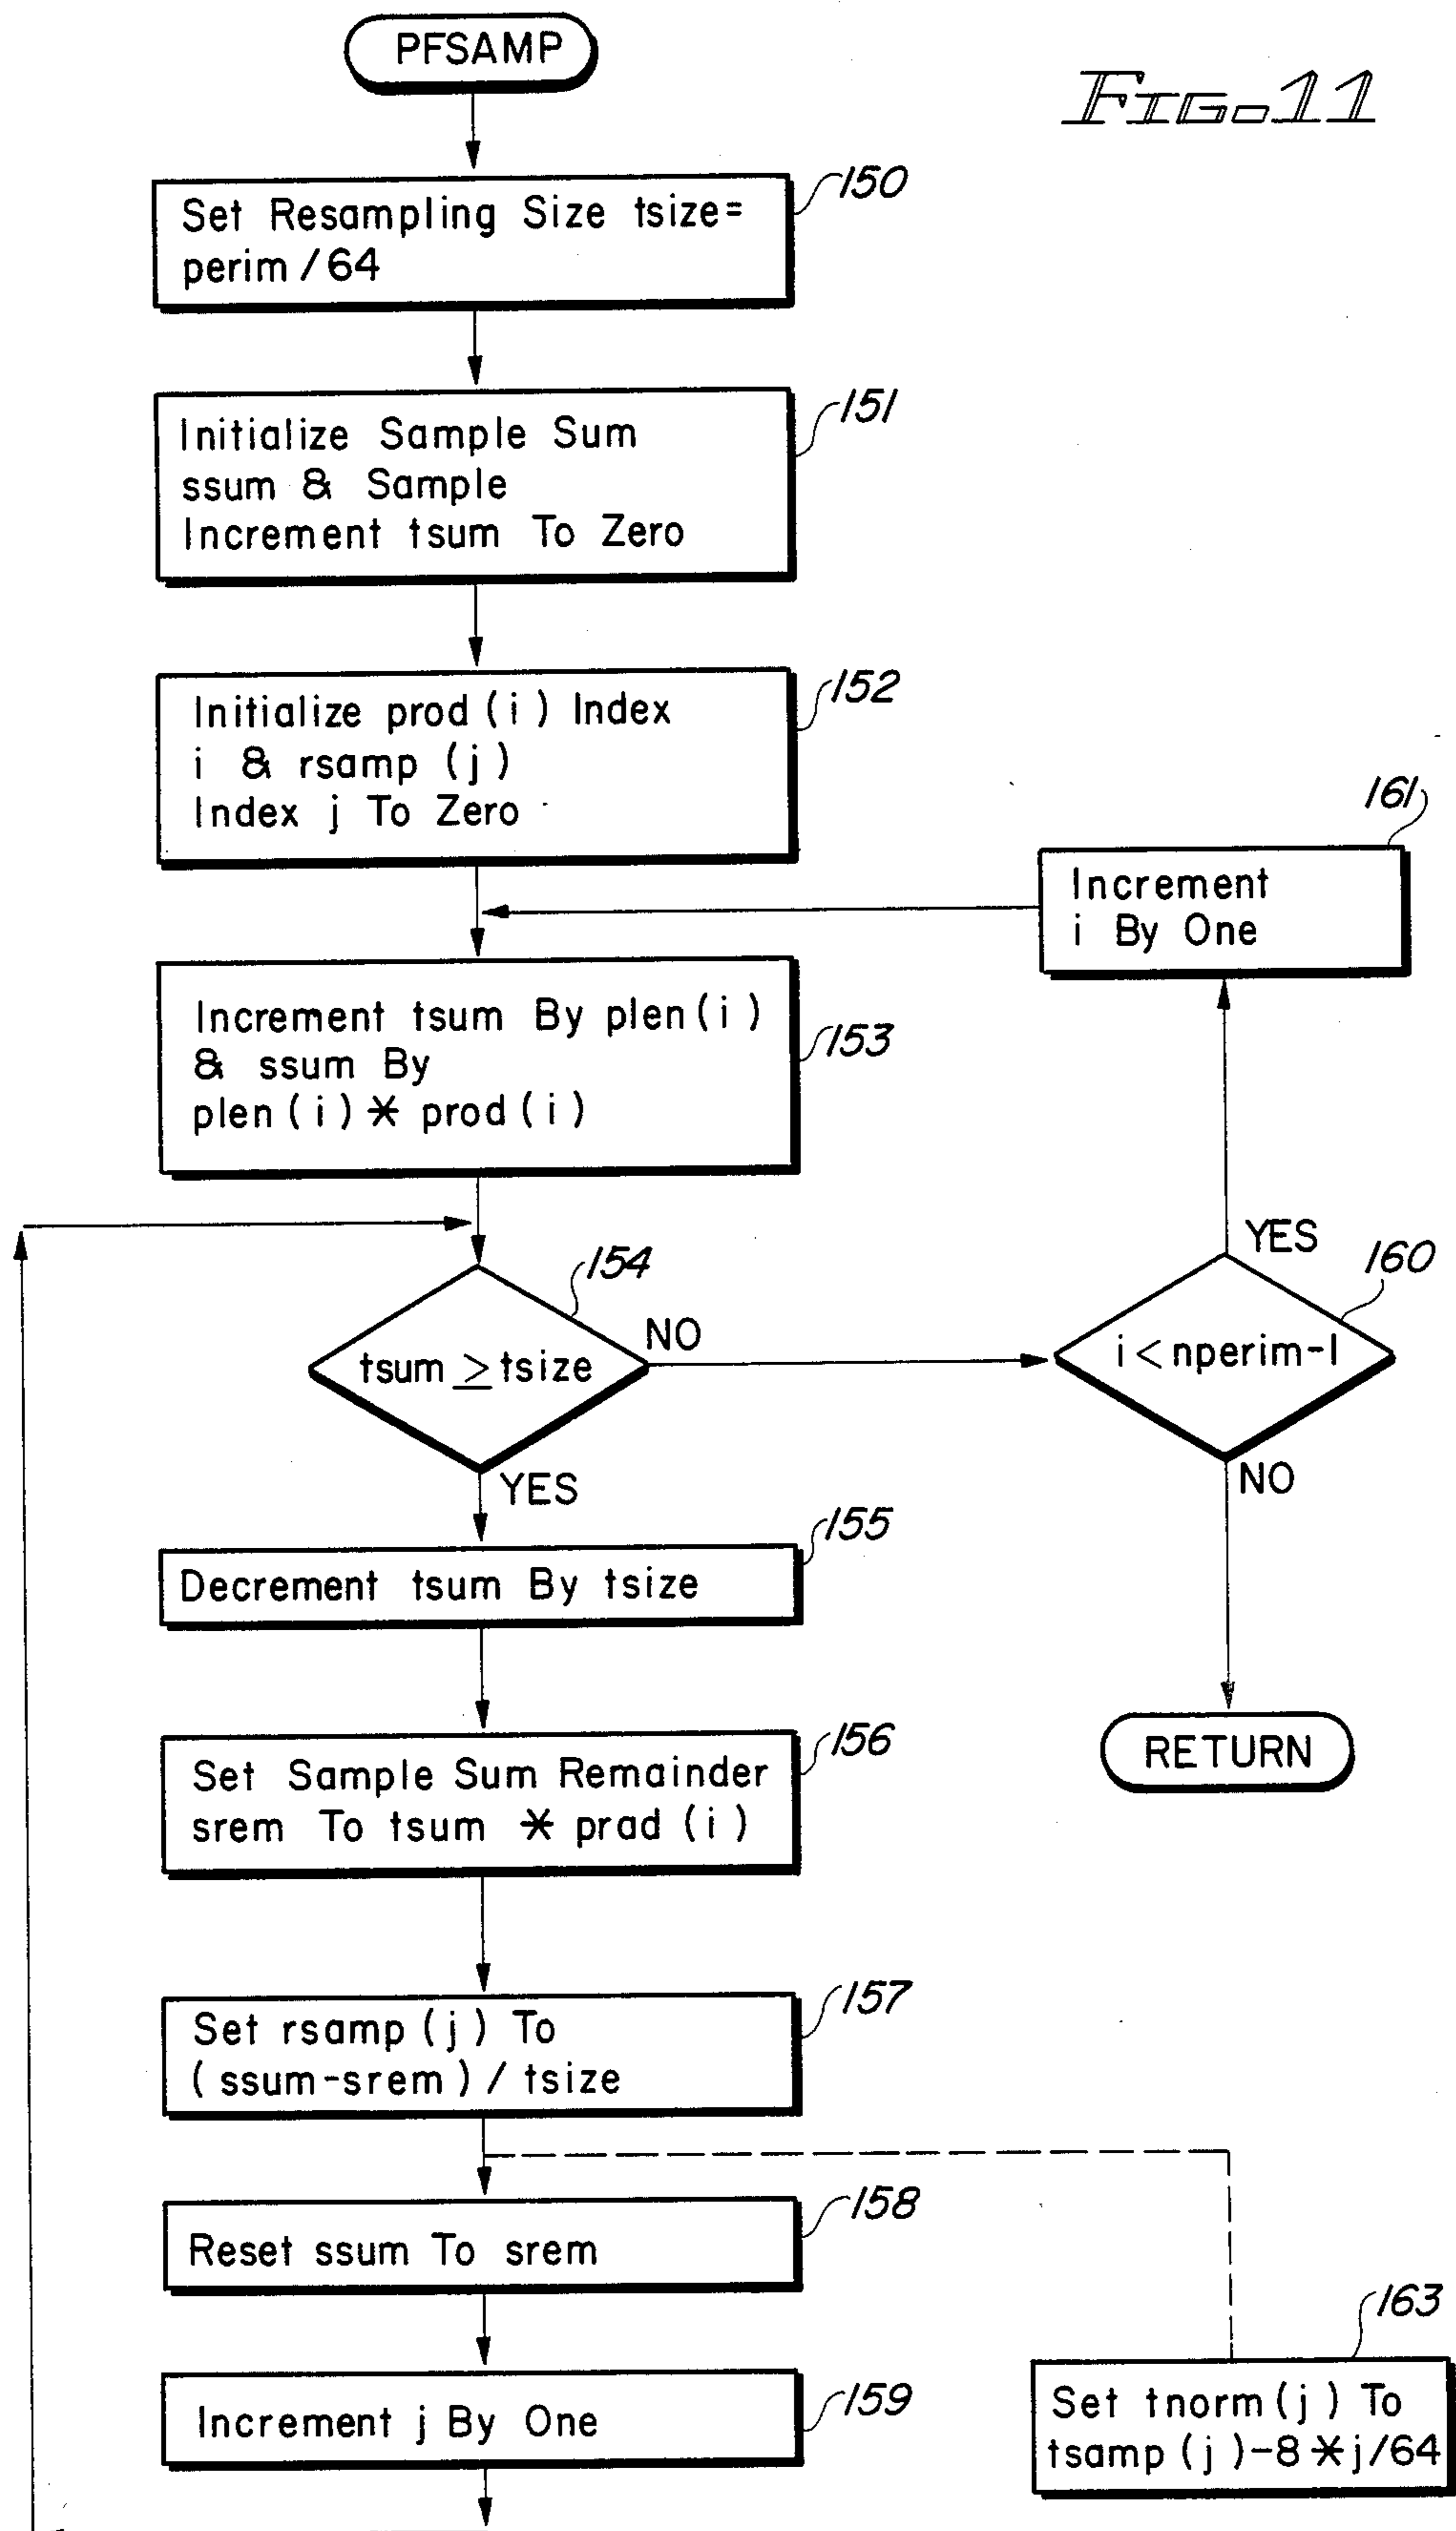 PFSAMP
FIG. 11
150
Set Resampling Size tsize=
perim / 64
151
Initialize Sample Sum
ssum & Sample
Increment tsum To Zero
152
Initialize prod (i) Index
i & rsamp (j)
Index j To Zero
161
Increment
i By One
153
Increment tsum By plen (i)
& ssum By
plen (i) * prod (i)
154
tsum ≥ tsize
NO
YES
160
i < nperim-1
YES
NO
155
Decrement tsum By tsize
156
Set Sample Sum Remainder
srem To tsum * prad (i)
RETURN
157
Set rsamp (j) To
(ssum-srem) / tsize
158
Reset ssum To srem
163
Set tnorm (j) To
tsamp (j)-8 * j/64
159
Increment j By One